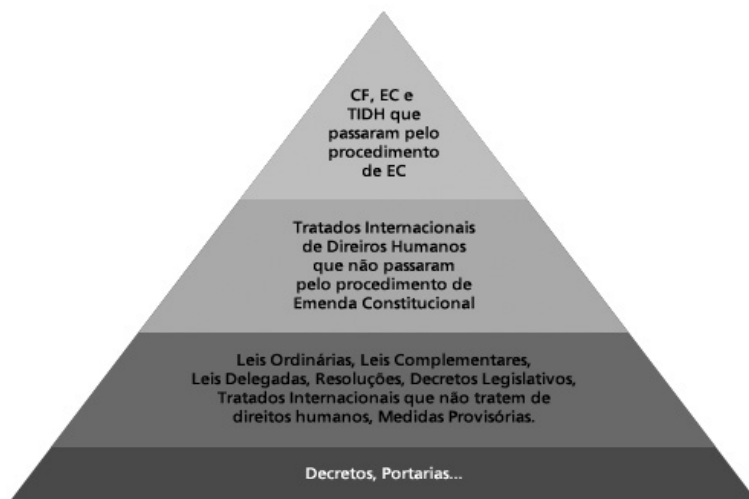 CF, EC e
TIDH que
passaram pelo
procedimento
de EC
Tratados Internacionais
de Direiros Humanos
que não passaram
pelo procedimento de
Emenda Constitucional
Leis Ordinárias, Leis Complementares,
Leis Delegadas, Resoluções, Decretos Legislativos,
Tratados Internacionais que não tratem de
direitos humanos, Medidas Provisórias.
Decretos, Portarias...